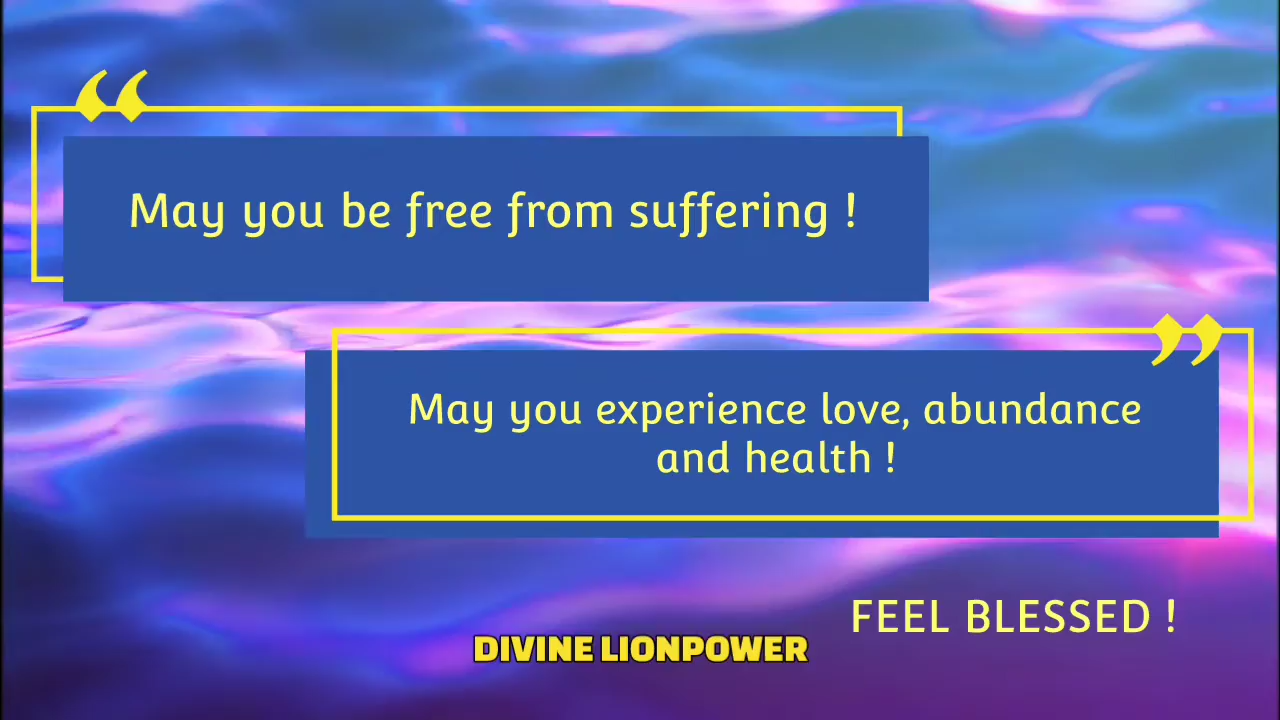 “
May you be free from suffering !
”
May you experience love, abundance
and health !
FEEL BLESSED !
DIVINE LIONPOWER